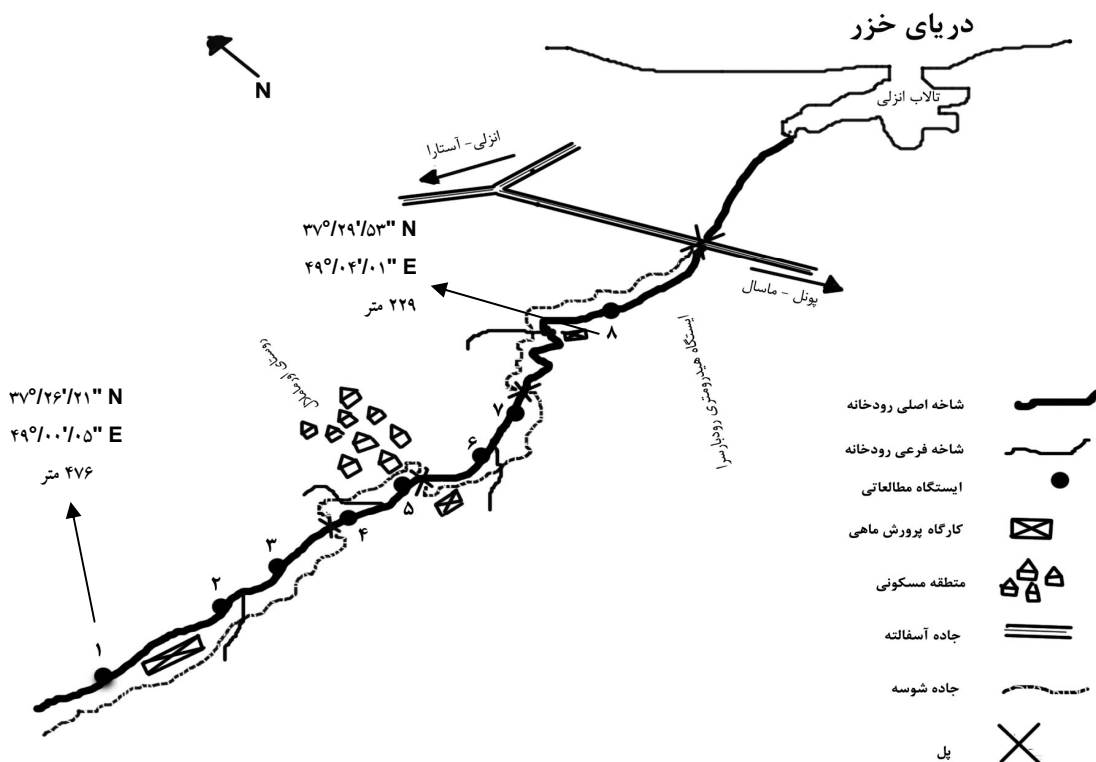 دریای خزر
تالاب انزلی
N
انزلی- آستارا
۳۷°/۲۹'/۵۳" N
۴۹°/۰۴'/۰۱" E
۲۲۹ متر
پونل - ماسال
ایستگاه هیدرومتری رودبارسرا
۸
۳۷°/۲۶'/۲۱" N
۴۹°/۰۰'/۰۵" E
۴۷۶ متر
روستای
۷
۶
۵
۴
۳
۲
۱
شاخه اصلی رودخانه
شاخه فرعی رودخانه
ایستگاه مطالعاتی
کارگاه پرورش ماهی
متطقه مسکونی
جاده آسفالته
جاده شوسه
پل